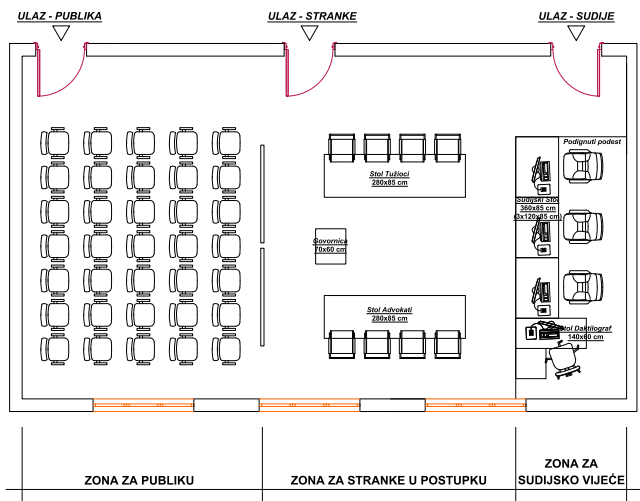 ULAZ - PUBLIKA
ULAZ - STRANKE
ULAZ - SUDIJE
Podignuti podest
Stol Tužioci
280x85 cm
Sudijski Stol
360x85 cm
(3x120x85 cm)
Govornica
70x60 cm
Stol Advokati
280x85 cm
Stol Daktilograf
140x60 cm
ZONA ZA PUBLIKU
ZONA ZA STRANKE U POSTUPKU
ZONA ZA
SUDIJSKO VIJEĆE